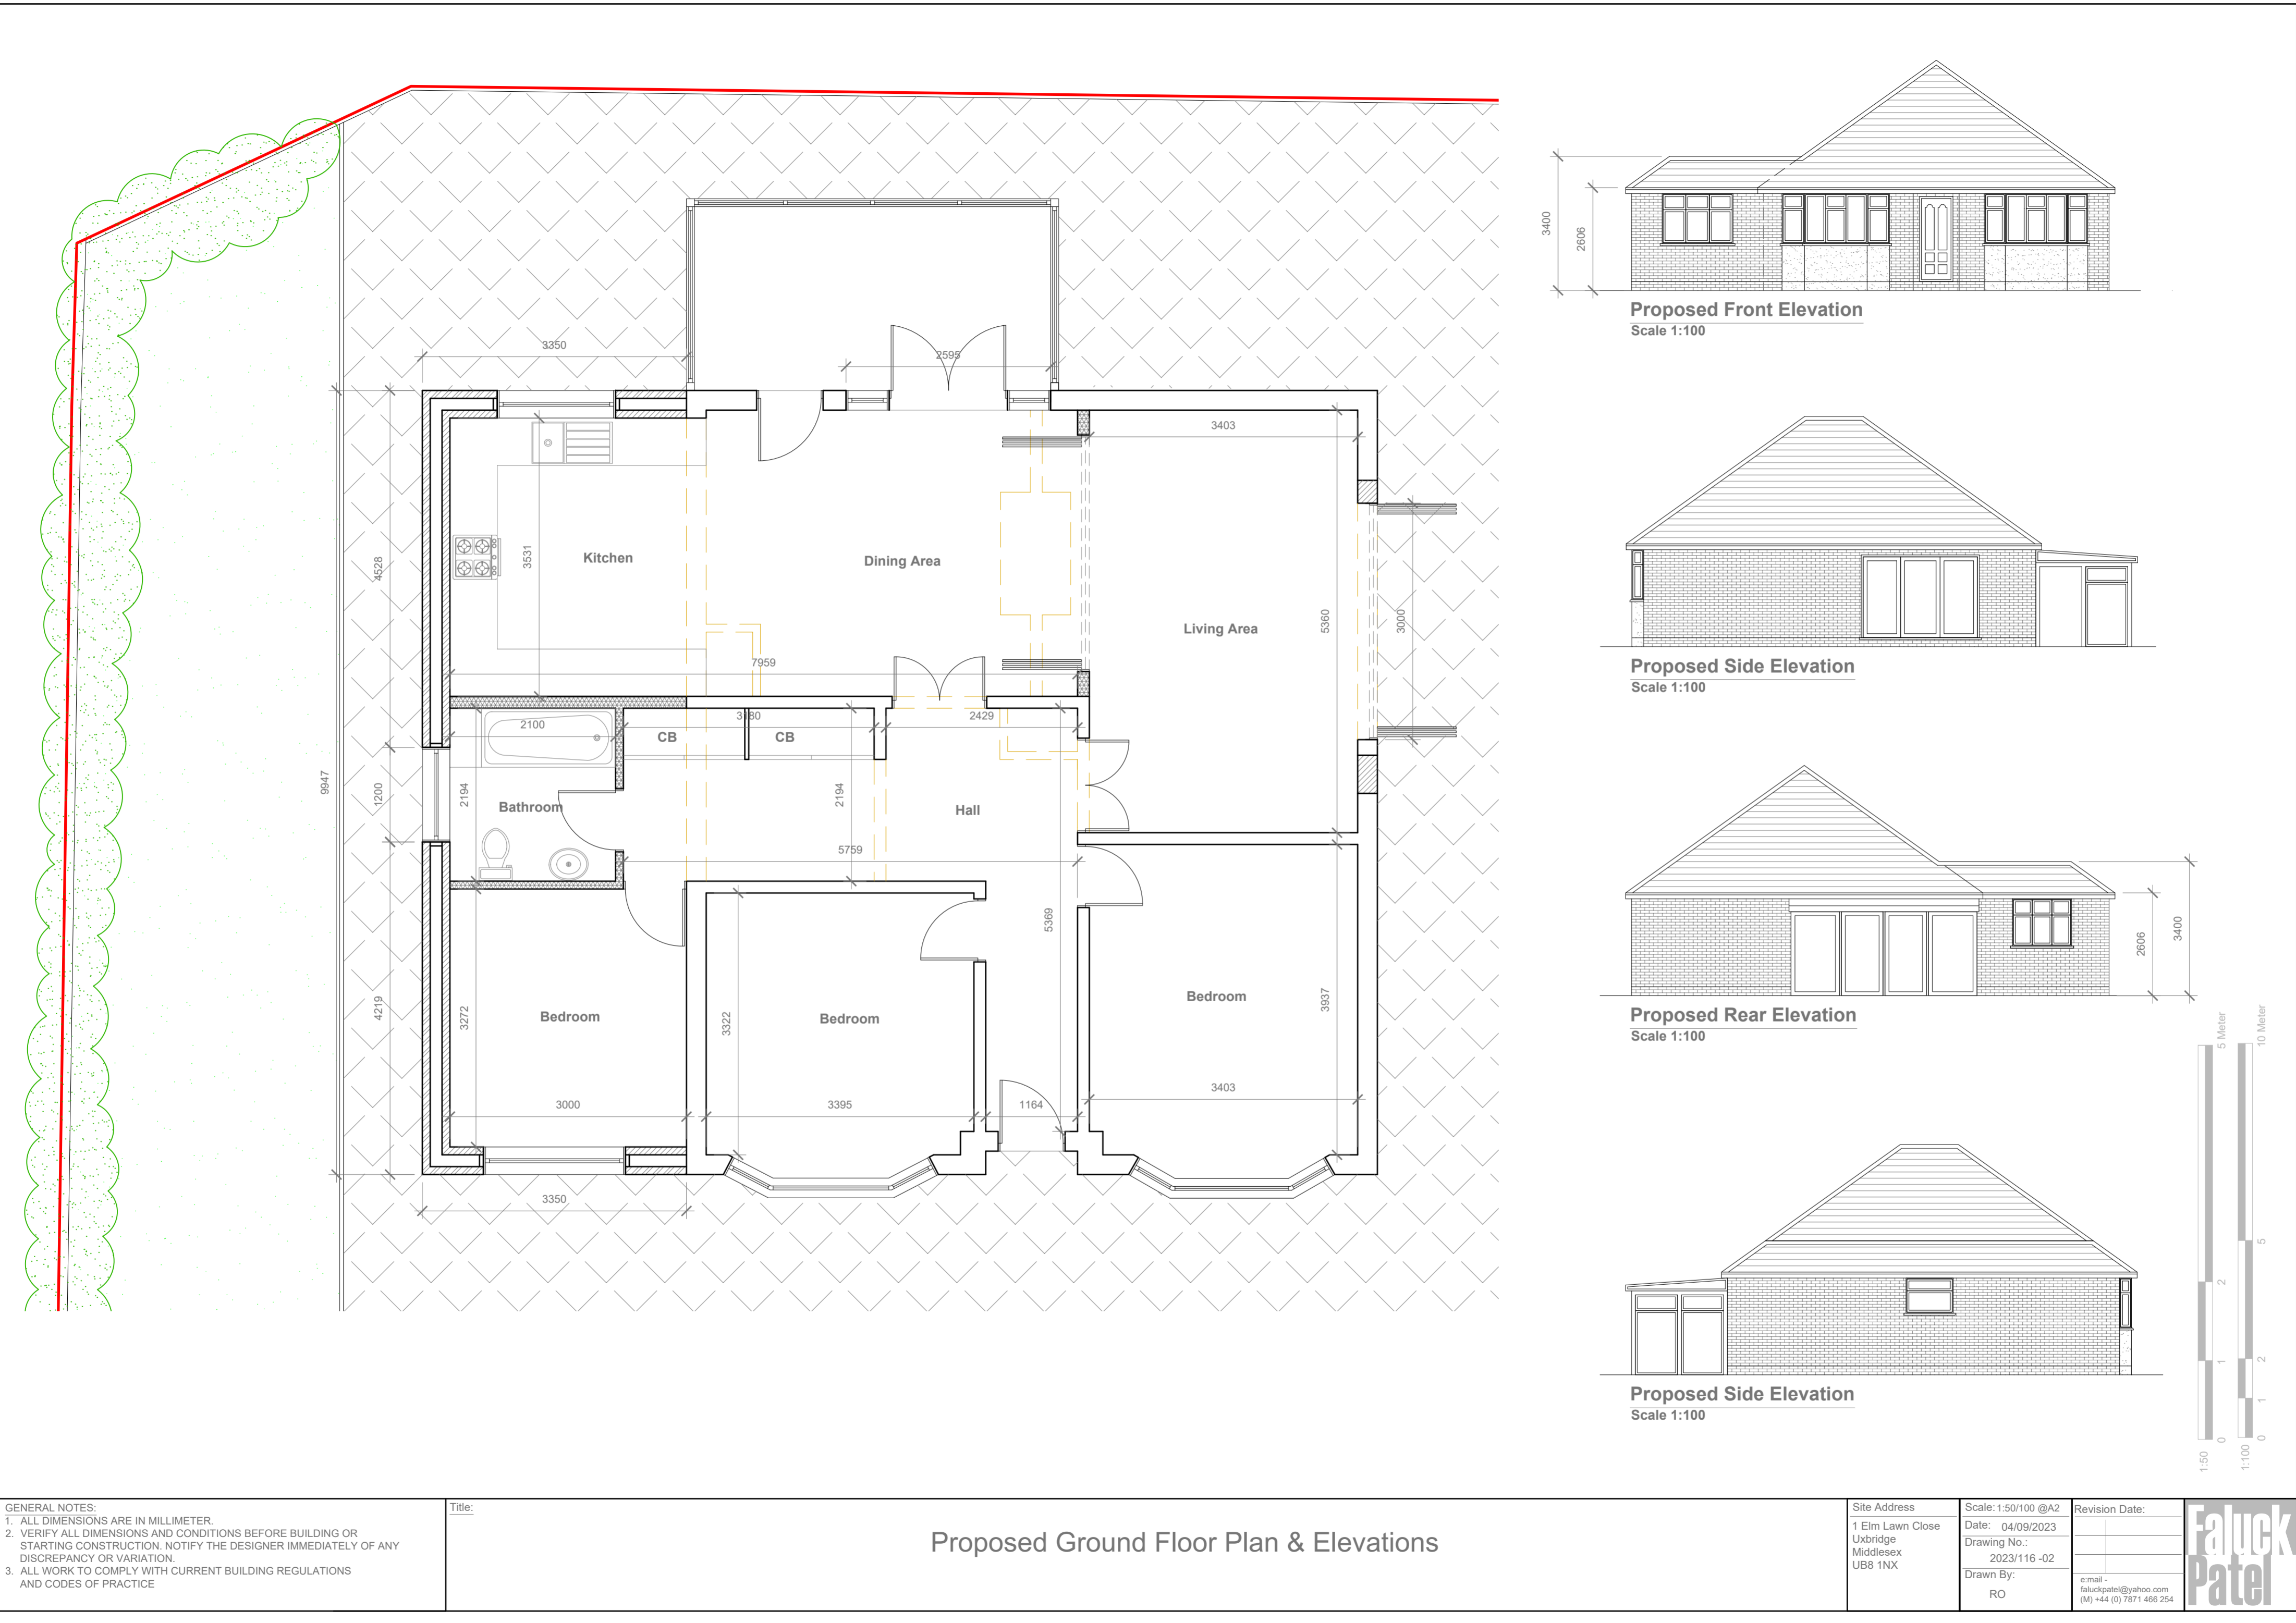 3350
2595
3403
4528
3531
Kitchen
Dining Area
Living Area
5360
3000
7959
2100
3180
2429
CB
CB
9947
1200
2194
Bathroom
2194
Hall
5759
5369
4219
3272
Bedroom
3322
Bedroom
Bedroom
3937
3403
3000
3395
1164
3350
3400
2606
Proposed Front Elevation
Scale 1:100
Proposed Side Elevation
Scale 1:100
2606
3400
Proposed Rear Elevation
Scale 1:100
Proposed Side Elevation
Scale 1:100
5 Meter
2
1
0
1:50
10 Meter
5
2
1
0
1:100
GENERAL NOTES:
1. ALL DIMENSIONS ARE IN MILLIMETER.
2. VERIFY ALL DIMENSIONS AND CONDITIONS BEFORE BUILDING OR
STARTING CONSTRUCTION. NOTIFY THE DESIGNER IMMEDIATELY OF ANY
DISCREPANCY OR VARIATION.
3. ALL WORK TO COMPLY WITH CURRENT BUILDING REGULATIONS
AND CODES OF PRACTICE
Title:
Proposed Ground Floor Plan & Elevations
Site Address
1 Elm Lawn Close
Uxbridge
Middlesex
UB8 1NX
Scale: 1:50/100 @A2
Date: 04/09/2023
Drawing No.:
2023/116 -02
Drawn By:
RO
Revision Date:
e:mail -
faluckpatel@yahoo.com
(M) +44 (0) 7871 466 254
Faluck
Patel